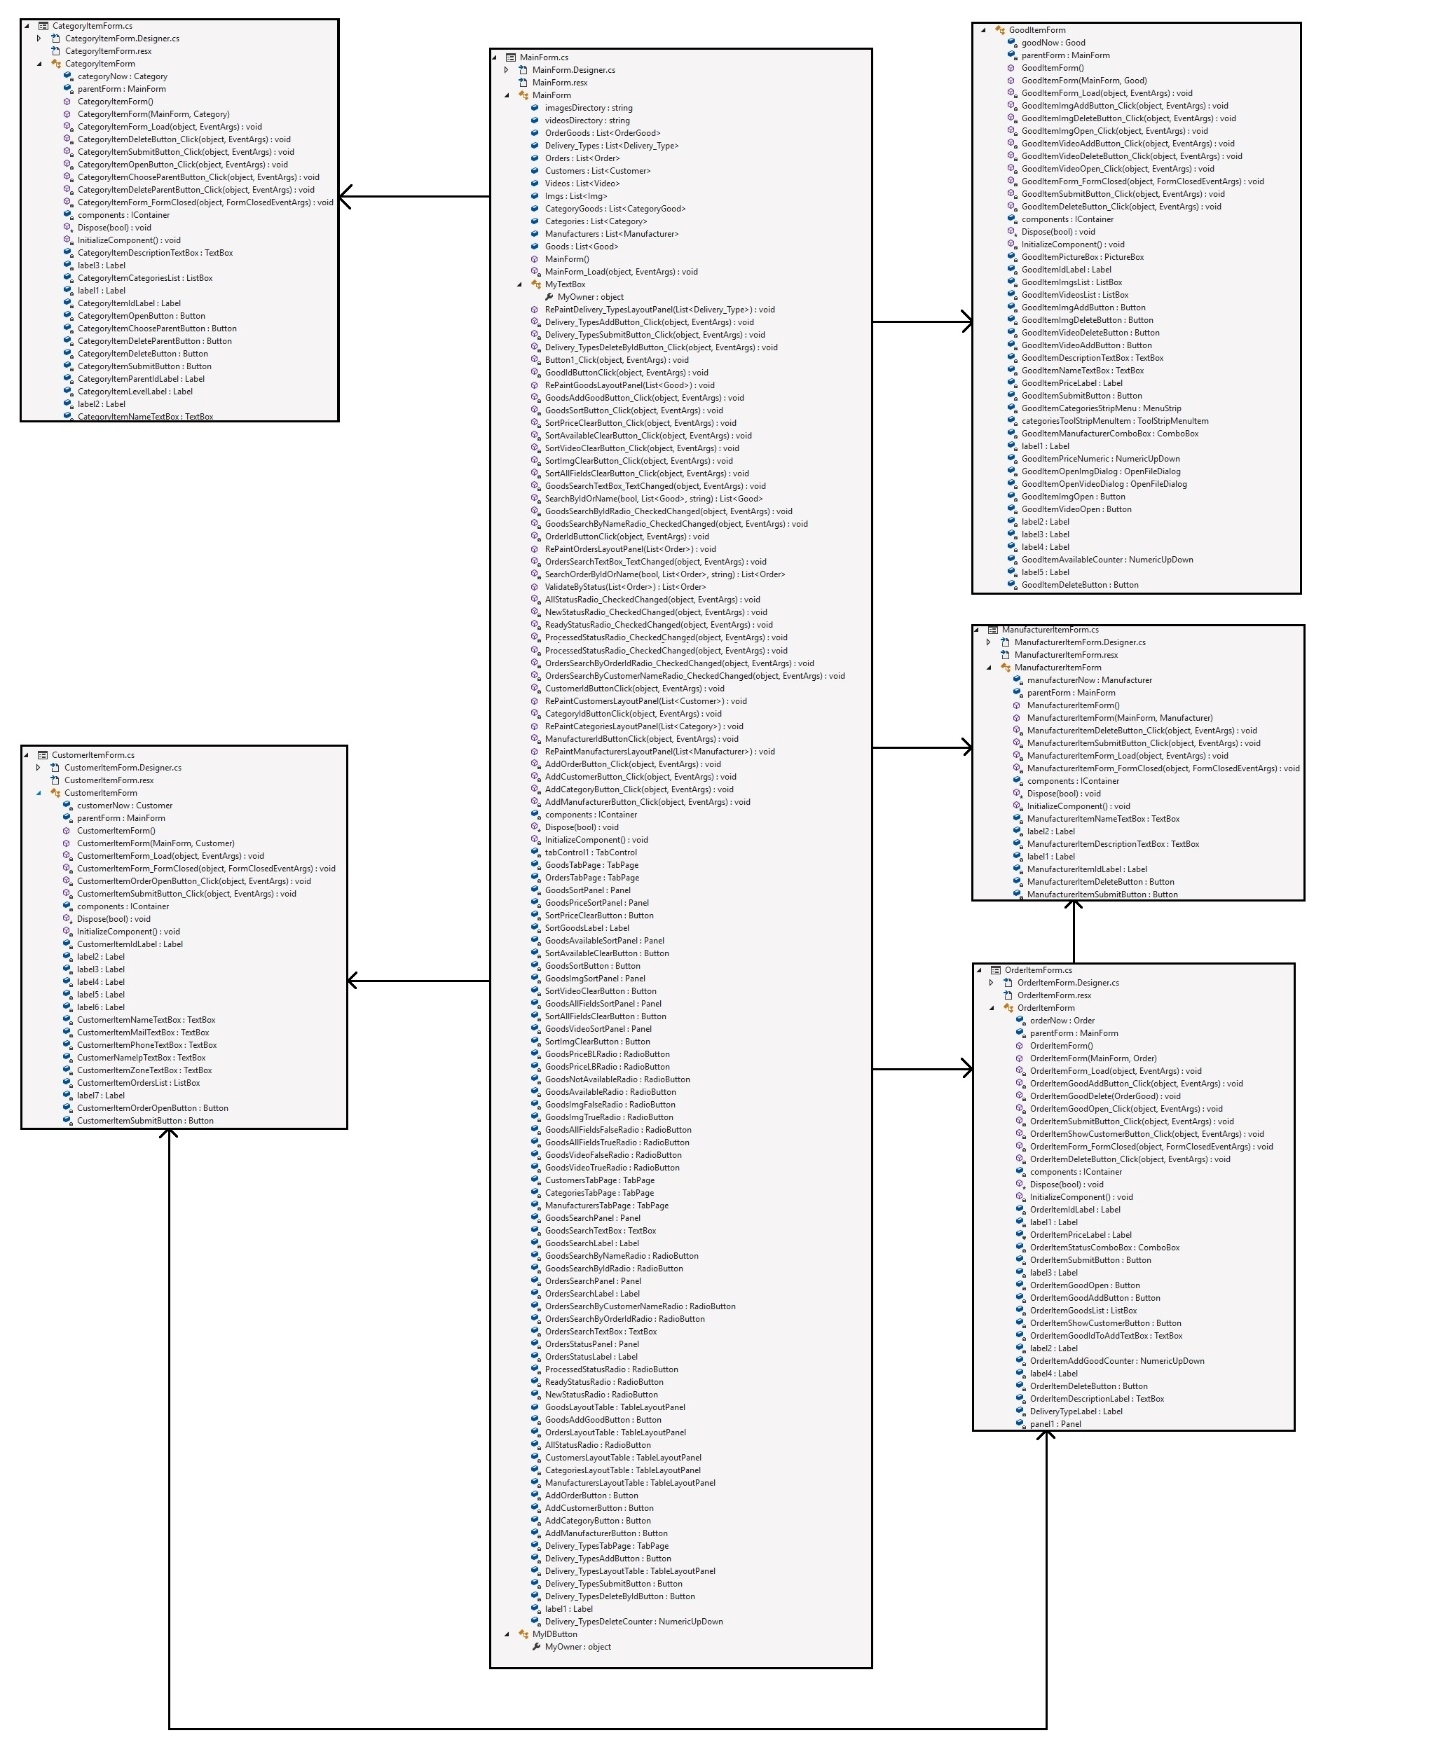 CategoryItemForm.cs
CategoryItemForm.Designer.cs
CategoryItemForm.resx
CategoryItemForm
categoryNow : Category
parentForm : MainForm
CategoryItemForm()
CategoryItemForm(MainForm, Category)
CategoryItemForm_Load(object, EventArgs) : void
CategoryItemDeleteButton_Click(object, EventArgs) : void
CategoryItemSubmitButton_Click(object, EventArgs) : void
CategoryItemOpenButton_Click(object, EventArgs) : void
CategoryItemChooseParentButton_Click(object, EventArgs) : void
CategoryItemDeleteParentButton_Click(object, EventArgs) : void
CategoryItemForm_FormClosed(object, FormClosedEventArgs) : void
components : IContainer
Dispose(bool) : void
InitializeComponent() : void
CategoryItemDescriptionTextBox : TextBox
label3 : Label
CategoryItemCategoriesList : ListBox
label1 : Label
CategoryItemIdLabel : Label
CategoryItemOpenButton : Button
CategoryItemChooseParentButton : Button
CategoryItemDeleteParentButton : Button
CategoryItemDeleteButton : Button
CategoryItemSubmitButton : Button
CategoryItemParentIdLabel : Label
CategoryItemLevelLabel : Label
label2 : Label
CategoryItemNameTextBox : TextBox
CustomerItemForm.cs
CustomerItemForm.Designer.cs
CustomerItemForm.resx
CustomerItemForm
customerNow : Customer
parentForm : MainForm
CustomerItemForm()
CustomerItemForm(MainForm, Customer)
CustomerItemForm_Load(object, EventArgs) : void
CustomerItemForm_FormClosed(object, FormClosedEventArgs) : void
CustomerItemOrderOpenButton_Click(object, EventArgs) : void
CustomerItemSubmitButton_Click(object, EventArgs) : void
components : IContainer
Dispose(bool) : void
InitializeComponent() : void
CustomerItemIdLabel : Label
label2 : Label
label3 : Label
label4 : Label
label5 : Label
label6 : Label
CustomerItemNameTextBox : TextBox
CustomerItemMailTextBox : TextBox
CustomerItemPhoneTextBox : TextBox
CustomerNameIpTextBox : TextBox
CustomerItemZoneTextBox : TextBox
CustomerItemOrdersList : ListBox
label7 : Label
CustomerItemOrderOpenButton : Button
CustomerItemSubmitButton : Button
MainForm.cs
MainForm.Designer.cs
MainForm.resx
MainForm
imagesDirectory : string
videosDirectory : string
OrderGoods : List<OrderGood>
Delivery_Types : List<Delivery_Type>
Orders : List<Order>
Customers : List<Customer>
Videos : List<Video>
Imgs : List<Img>
CategoryGoods : List<CategoryGood>
Categories : List<Category>
Manufacturers : List<Manufacturer>
Goods : List<Good>
MainForm()
MainForm_Load(object, EventArgs) : void
MyTextBox
MyOwner : object
RePaintDelivery_TypesLayoutPanel(List<Delivery_Type>) : void
Delivery_TypesAddButton_Click(object, EventArgs) : void
Delivery_TypesSubmitButton_Click(object, EventArgs) : void
Delivery_TypesDeleteByIdButton_Click(object, EventArgs) : void
Button1_Click(object, EventArgs) : void
GoodIdButtonClick(object, EventArgs) : void
RePaintGoodsLayoutPanel(List<Good>) : void
GoodsAddGoodButton_Click(object, EventArgs) : void
GoodsSortButton_Click(object, EventArgs) : void
SortPriceClearButton_Click(object, EventArgs) : void
SortAvailableClearButton_Click(object, EventArgs) : void
SortVideoClearButton_Click(object, EventArgs) : void
SortImgClearButton_Click(object, EventArgs) : void
SortAllFieldsClearButton_Click(object, EventArgs) : void
GoodsSearchTextBox_TextChanged(object, EventArgs) : void
SearchByIdOrName(bool, List<Good>, string) : List<Good>
GoodsSearchByIdRadio_CheckedChanged(object, EventArgs) : void
GoodsSearchByNameRadio_CheckedChanged(object, EventArgs) : void
OrderIdButtonClick(object, EventArgs) : void
RePaintOrdersLayoutPanel(List<Order>) : void
OrdersSearchTextBox_TextChanged(object, EventArgs) : void
SearchOrderByIdOrName(bool, List<Order>, string) : List<Order>
ValidateByStatus(List<Order>) : List<Order>
AllStatusRadio_CheckedChanged(object, EventArgs) : void
NewStatusRadio_CheckedChanged(object, EventArgs) : void
ReadyStatusRadio_CheckedChanged(object, EventArgs) : void
ProcessedStatusRadio_CheckedChanged(object, EventArgs) : void
ProcessedStatusRadio_CheckedChanged(object, EventArgs) : void
OrdersSearchByOrderIdRadio_CheckedChanged(object, EventArgs) : void
OrdersSearchByCustomerNameRadio_CheckedChanged(object, EventArgs) : void
CustomerIdButtonClick(object, EventArgs) : void
RePaintCustomersLayoutPanel(List<Customer>) : void
CategoryIdButtonClick(object, EventArgs) : void
RePaintCategoriesLayoutPanel(List<Category>) : void
ManufacturerIdButtonClick(object, EventArgs) : void
RePaintManufacturersLayoutPanel(List<Manufacturer>) : void
AddOrderButton_Click(object, EventArgs) : void
AddCustomerButton_Click(object, EventArgs) : void
AddCategoryButton_Click(object, EventArgs) : void
AddManufacturerButton_Click(object, EventArgs) : void
components : IContainer
Dispose(bool) : void
InitializeComponent() : void
tabControl1 : TabControl
GoodsTabPage : TabPage
OrdersTabPage : TabPage
GoodsSortPanel : Panel
GoodsPriceSortPanel : Panel
SortPriceClearButton : Button
SortGoodsLabel : Label
GoodsAvailableSortPanel : Panel
SortAvailableClearButton : Button
GoodsSortButton : Button
GoodsImgSortPanel : Panel
SortVideoClearButton : Button
GoodsAllFieldsSortPanel : Panel
SortAllFieldsClearButton : Button
GoodsVideoSortPanel : Panel
SortImgClearButton : Button
GoodsPriceBLRadio : RadioButton
GoodsPriceLBRadio : RadioButton
GoodsNotAvailableRadio : RadioButton
GoodsAvailableRadio : RadioButton
GoodsImgFalseRadio : RadioButton
GoodsImgTrueRadio : RadioButton
GoodsAllFieldsFalseRadio : RadioButton
GoodsAllFieldsTrueRadio : RadioButton
GoodsVideoFalseRadio : RadioButton
GoodsVideoTrueRadio : RadioButton
CustomersTabPage : TabPage
CategoriesTabPage : TabPage
ManufacturersTabPage : TabPage
GoodsSearchPanel : Panel
GoodsSearchTextBox : TextBox
GoodsSearchLabel : Label
GoodsSearchByNameRadio : RadioButton
GoodsSearchByIdRadio : RadioButton
OrdersSearchPanel : Panel
OrdersSearchLabel : Label
OrdersSearchByCustomerNameRadio : RadioButton
OrdersSearchByOrderIdRadio : RadioButton
OrdersSearchTextBox : TextBox
OrdersStatusPanel : Panel
OrdersStatusLabel : Label
ProcessedStatusRadio : RadioButton
ReadyStatusRadio : RadioButton
NewStatusRadio : RadioButton
GoodsLayoutTable : TableLayoutPanel
GoodsAddGoodButton : Button
OrdersLayoutTable : TableLayoutPanel
AllStatusRadio : RadioButton
CustomersLayoutTable : TableLayoutPanel
CategoriesLayoutTable : TableLayoutPanel
ManufacturersLayoutTable : TableLayoutPanel
AddOrderButton : Button
AddCustomerButton : Button
AddCategoryButton : Button
AddManufacturerButton : Button
Delivery_TypesTabPage : TabPage
Delivery_TypesAddButton : Button
Delivery_TypesLayoutTable : TableLayoutPanel
Delivery_TypesSubmitButton : Button
Delivery_TypesDeleteByIdButton : Button
label1 : Label
Delivery_TypesDeleteCounter : NumericUpDown
MyIDButton
MyOwner : object
GoodItemForm
goodNow : Good
parentForm : MainForm
GoodItemForm()
GoodItemForm(MainForm, Good)
GoodItemForm_Load(object, EventArgs) : void
GoodItemImgAddButton_Click(object, EventArgs) : void
GoodItemImgDeleteButton_Click(object, EventArgs) : void
GoodItemImgOpen_Click(object, EventArgs) : void
GoodItemVideoAddButton_Click(object, EventArgs) : void
GoodItemVideoDeleteButton_Click(object, EventArgs) : void
GoodItemVideoOpen_Click(object, EventArgs) : void
GoodItemForm_FormClosed(object, FormClosedEventArgs) : void
GoodItemSubmitButton_Click(object, EventArgs) : void
GoodItemDeleteButton_Click(object, EventArgs) : void
components : IContainer
Dispose(bool) : void
InitializeComponent() : void
GoodItemPictureBox : PictureBox
GoodItemIdLabel : Label
GoodItemImgsList : ListBox
GoodItemVideosList : ListBox
GoodItemImgAddButton : Button
GoodItemImgDeleteButton : Button
GoodItemVideoDeleteButton : Button
GoodItemVideoAddButton : Button
GoodItemDescriptionTextBox : TextBox
GoodItemNameTextBox : TextBox
GoodItemPriceLabel : Label
GoodItemSubmitButton : Button
GoodItemCategoriesStripMenu : MenuStrip
categoriesToolStripMenuItem : ToolStripMenuItem
GoodItemManufacturerComboBox : ComboBox
label1 : Label
GoodItemPriceNumeric : NumericUpDown
GoodItemOpenImgDialog : OpenFileDialog
GoodItemOpenVideoDialog : OpenFileDialog
GoodItemImgOpen : Button
GoodItemVideoOpen : Button
label2 : Label
label3 : Label
label4 : Label
GoodItemAvailableCounter : NumericUpDown
label5 : Label
GoodItemDeleteButton : Button
ManufacturerItemForm.cs
ManufacturerItemForm.Designer.cs
ManufacturerItemForm.resx
ManufacturerItemForm
manufacturerNow : Manufacturer
parentForm : MainForm
ManufacturerItemForm()
ManufacturerItemForm(MainForm, Manufacturer)
ManufacturerItemDeleteButton_Click(object, EventArgs) : void
ManufacturerItemSubmitButton_Click(object, EventArgs) : void
ManufacturerItemForm_Load(object, EventArgs) : void
ManufacturerItemForm_FormClosed(object, FormClosedEventArgs) : void
components : IContainer
Dispose(bool) : void
InitializeComponent() : void
ManufacturerItemNameTextBox : TextBox
label2 : Label
ManufacturerItemDescriptionTextBox : TextBox
label1 : Label
ManufacturerItemIdLabel : Label
ManufacturerItemDeleteButton : Button
ManufacturerItemSubmitButton : Button
OrderItemForm.cs
OrderItemForm.Designer.cs
OrderItemForm.resx
OrderItemForm
orderNow : Order
parentForm : MainForm
OrderItemForm()
OrderItemForm(MainForm, Order)
OrderItemForm_Load(object, EventArgs) : void
OrderItemGoodAddButton_Click(object, EventArgs) : void
OrderItemGoodDelete(OrderGood) : void
OrderItemGoodOpen_Click(object, EventArgs) : void
OrderItemSubmitButton_Click(object, EventArgs) : void
OrderItemShowCustomerButton_Click(object, EventArgs) : void
OrderItemForm_FormClosed(object, FormClosedEventArgs) : void
OrderItemDeleteButton_Click(object, EventArgs) : void
components : IContainer
Dispose(bool) : void
InitializeComponent() : void
OrderItemIdLabel : Label
label1 : Label
OrderItemPriceLabel : Label
OrderItemStatusComboBox : ComboBox
OrderItemSubmitButton : Button
label3 : Label
OrderItemGoodOpen : Button
OrderItemGoodAddButton : Button
OrderItemGoodsList : ListBox
OrderItemShowCustomerButton : Button
OrderItemGoodIdToAddTextBox : TextBox
label2 : Label
OrderItemAddGoodCounter : NumericUpDown
label4 : Label
OrderItemDeleteButton : Button
OrderItemDescriptionLabel : TextBox
DeliveryTypeLabel : Label
panel1 : Panel